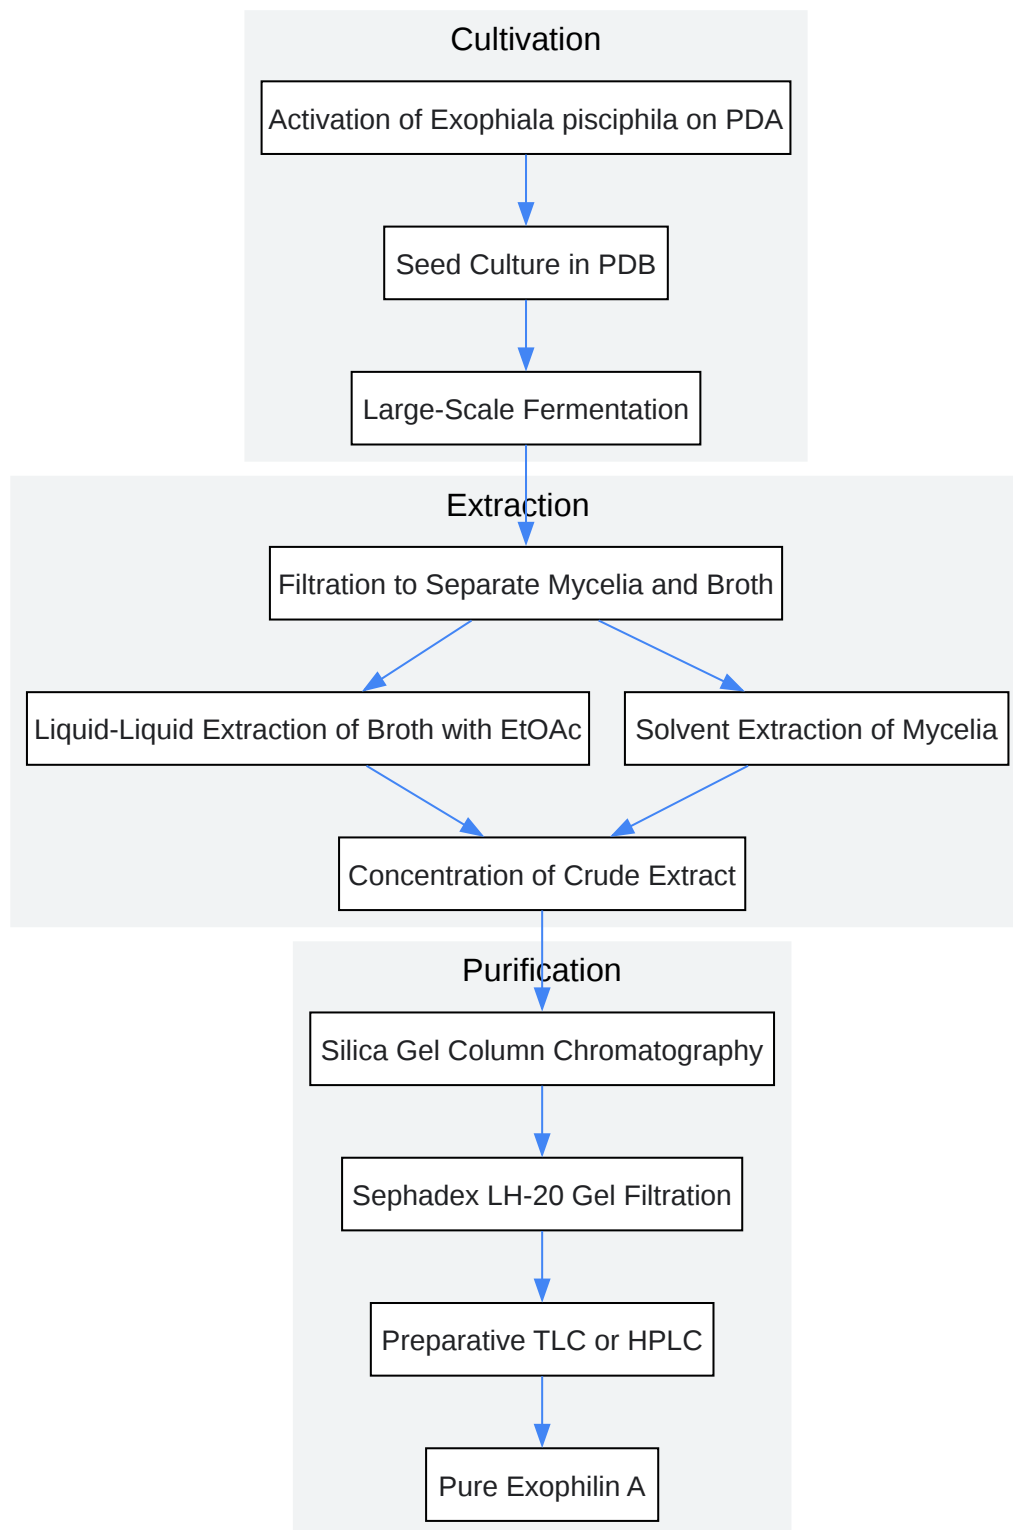 Cultivation
Activation of Exophiala pisciphila on PDA
Seed Culture in PDB
Large-Scale Fermentation
Extraction
Filtration to Separate Mycelia and Broth
Liquid-Liquid Extraction of Broth with EtOAc
Solvent Extraction of Mycelia
Concentration of Crude Extract
Purification
Silica Gel Column Chromatography
Sephadex LH-20 Gel Filtration
Preparative TLC or HPLC
Pure Exophilin A